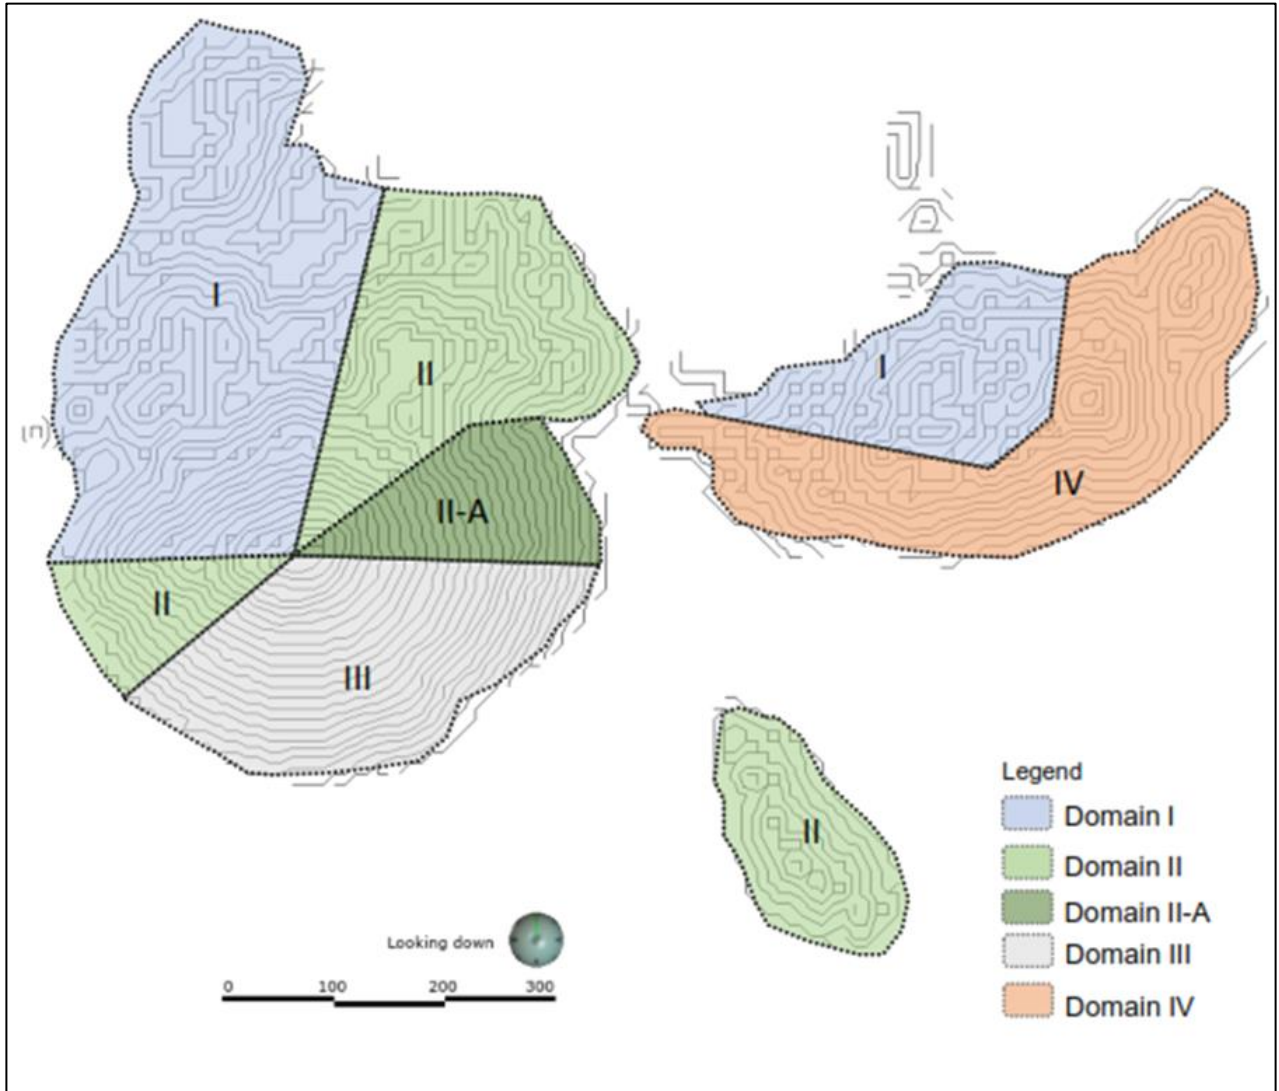 I
I
II
IV
II-A
II
III
II
Legend
Domain I
Domain II
Domain II-A
Domain III
Domain IV
Looking down
0 100 200 300